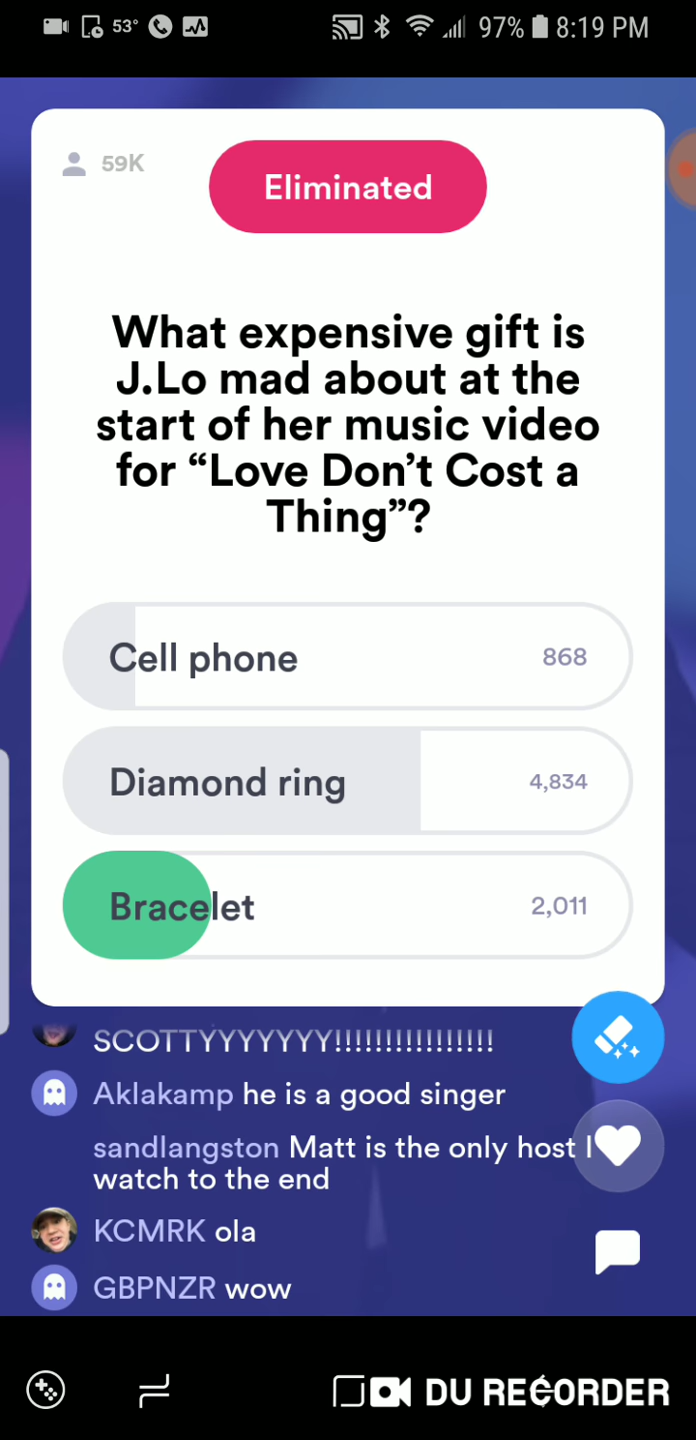 53° 97% 8:19 PM
59K
Eliminated
What expensive gift is
J.Lo mad about at the
start of her music video
for “Love Don’t Cost a
Thing”?
Cell phone 868
Diamond ring 4,834
Bracelet 2,011
SCOTTYYYYYYY!!!!!!!!!!!!!!!!
Aklakamp he is a good singer
sandlangston Matt is the only host I
watch to the end
KCMRK ola
GBPNZR wow
DU RECORDER